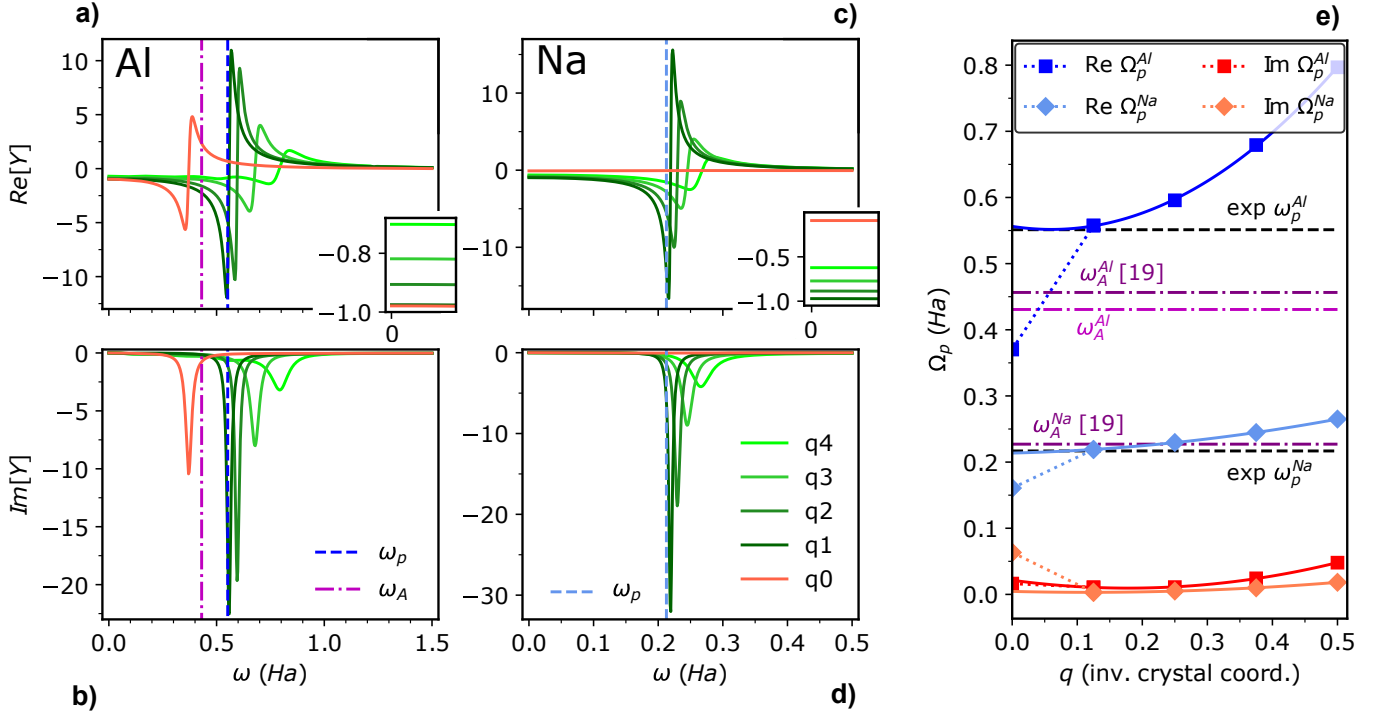 a)
Al
Re[Y]
10
5
0
−5
−10
−0.8
−1.0
0
b)
Im[Y]
0
−5
−10
−15
−20
ω_p
ω_A
0.0 0.5 1.0 1.5
ω (Ha)
c)
Na
10
0
−10
−0.5
−1.0
0
d)
0
−10
−20
−30
q4
q3
q2
q1
q0
ω_p
0.0 0.1 0.2 0.3 0.4 0.5
ω (Ha)
e)
Re Ω_p^{Al} Im Ω_p^{Al}
Re Ω_p^{Na} Im Ω_p^{Na}
Ω_p (Ha)
0.8
0.7
0.6
0.5
0.4
0.3
0.2
0.1
0.0
exp ω_p^{Al}
ω_A^{Al} [19]
ω_A^{Al}
ω_A^{Na} [19]
exp ω_p^{Na}
0.0 0.1 0.2 0.3 0.4 0.5
q (inv. crystal coord.)